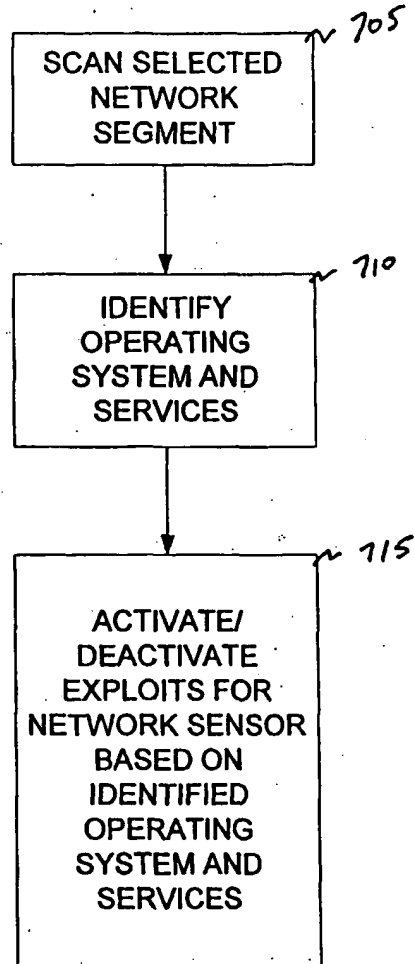 705
SCAN SELECTED
NETWORK
SEGMENT
710
IDENTIFY
OPERATING
SYSTEM AND
SERVICES
715
ACTIVATE/
DEACTIVATE
EXPLOITS FOR
NETWORK SENSOR
BASED ON
IDENTIFIED
OPERATING
SYSTEM AND
SERVICES